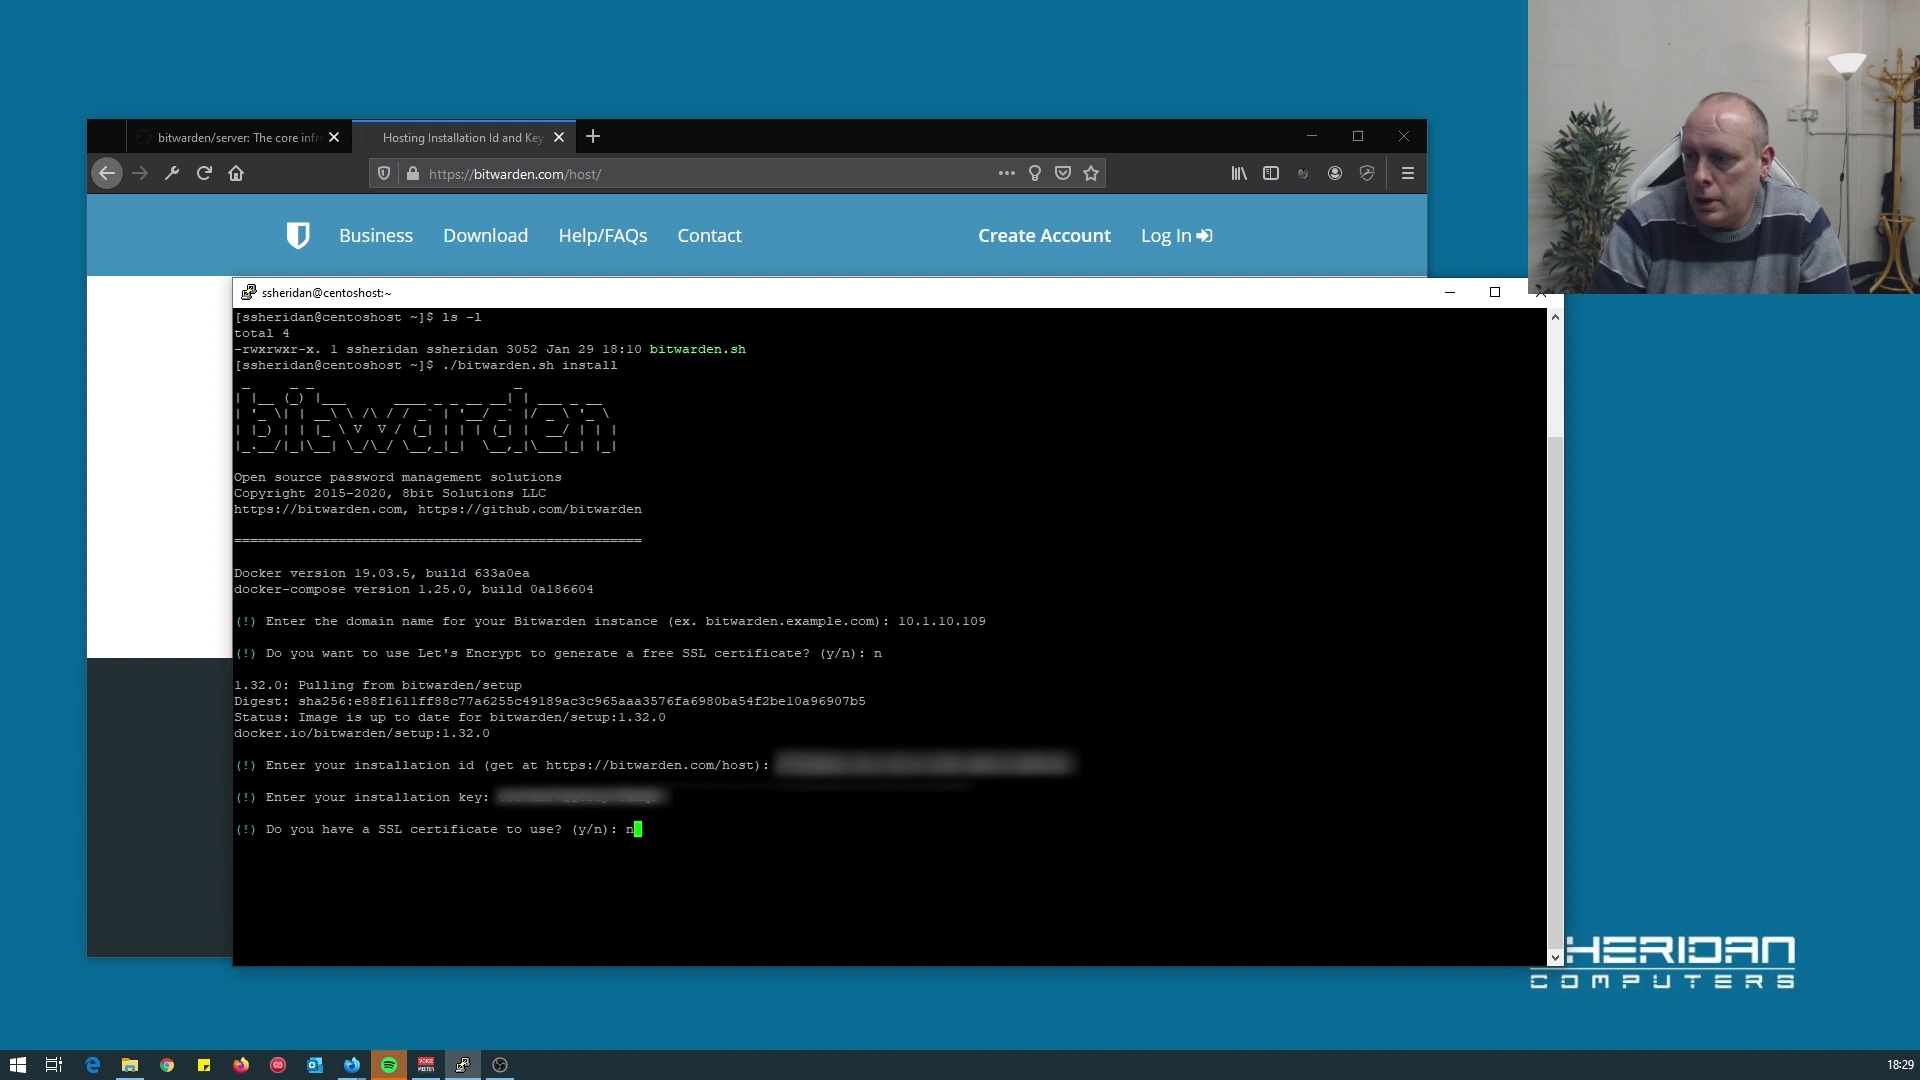 bitwarden/server: The core infr
Hosting Installation Id and Key
https://bitwarden.com/host/
Business
Download
Help/FAQs
Contact
Create Account
Log In
ssheridan@centoshost:~
[ssheridan@centoshost ~]$ ls -l
total 4
-rwxrwxr-x. 1 ssheridan ssheridan 3052 Jan 29 18:10 bitwarden.sh
[ssheridan@centoshost ~]$ ./bitwarden.sh install
bitwarden
Open source password management solutions
Copyright 2015-2020, 8bit Solutions LLC
https://bitwarden.com, https://github.com/bitwarden
===================================================
Docker version 19.03.5, build 633a0ea
docker-compose version 1.25.0, build 0a186604
(!) Enter the domain name for your Bitwarden instance (ex. bitwarden.example.com): 10.1.10.109
(!) Do you want to use Let's Encrypt to generate a free SSL certificate? (y/n): n
1.32.0: Pulling from bitwarden/setup
Digest: sha256:e88f1611ff88c77a6255c49189ac3c965aaa3576fa6980ba54f2be10a96907b5
Status: Image is up to date for bitwarden/setup:1.32.0
docker.io/bitwarden/setup:1.32.0
(!) Enter your installation id (get at https://bitwarden.com/host):
(!) Enter your installation key:
(!) Do you have a SSL certificate to use? (y/n): n
HERIDAN
COMPUTERS
18:29